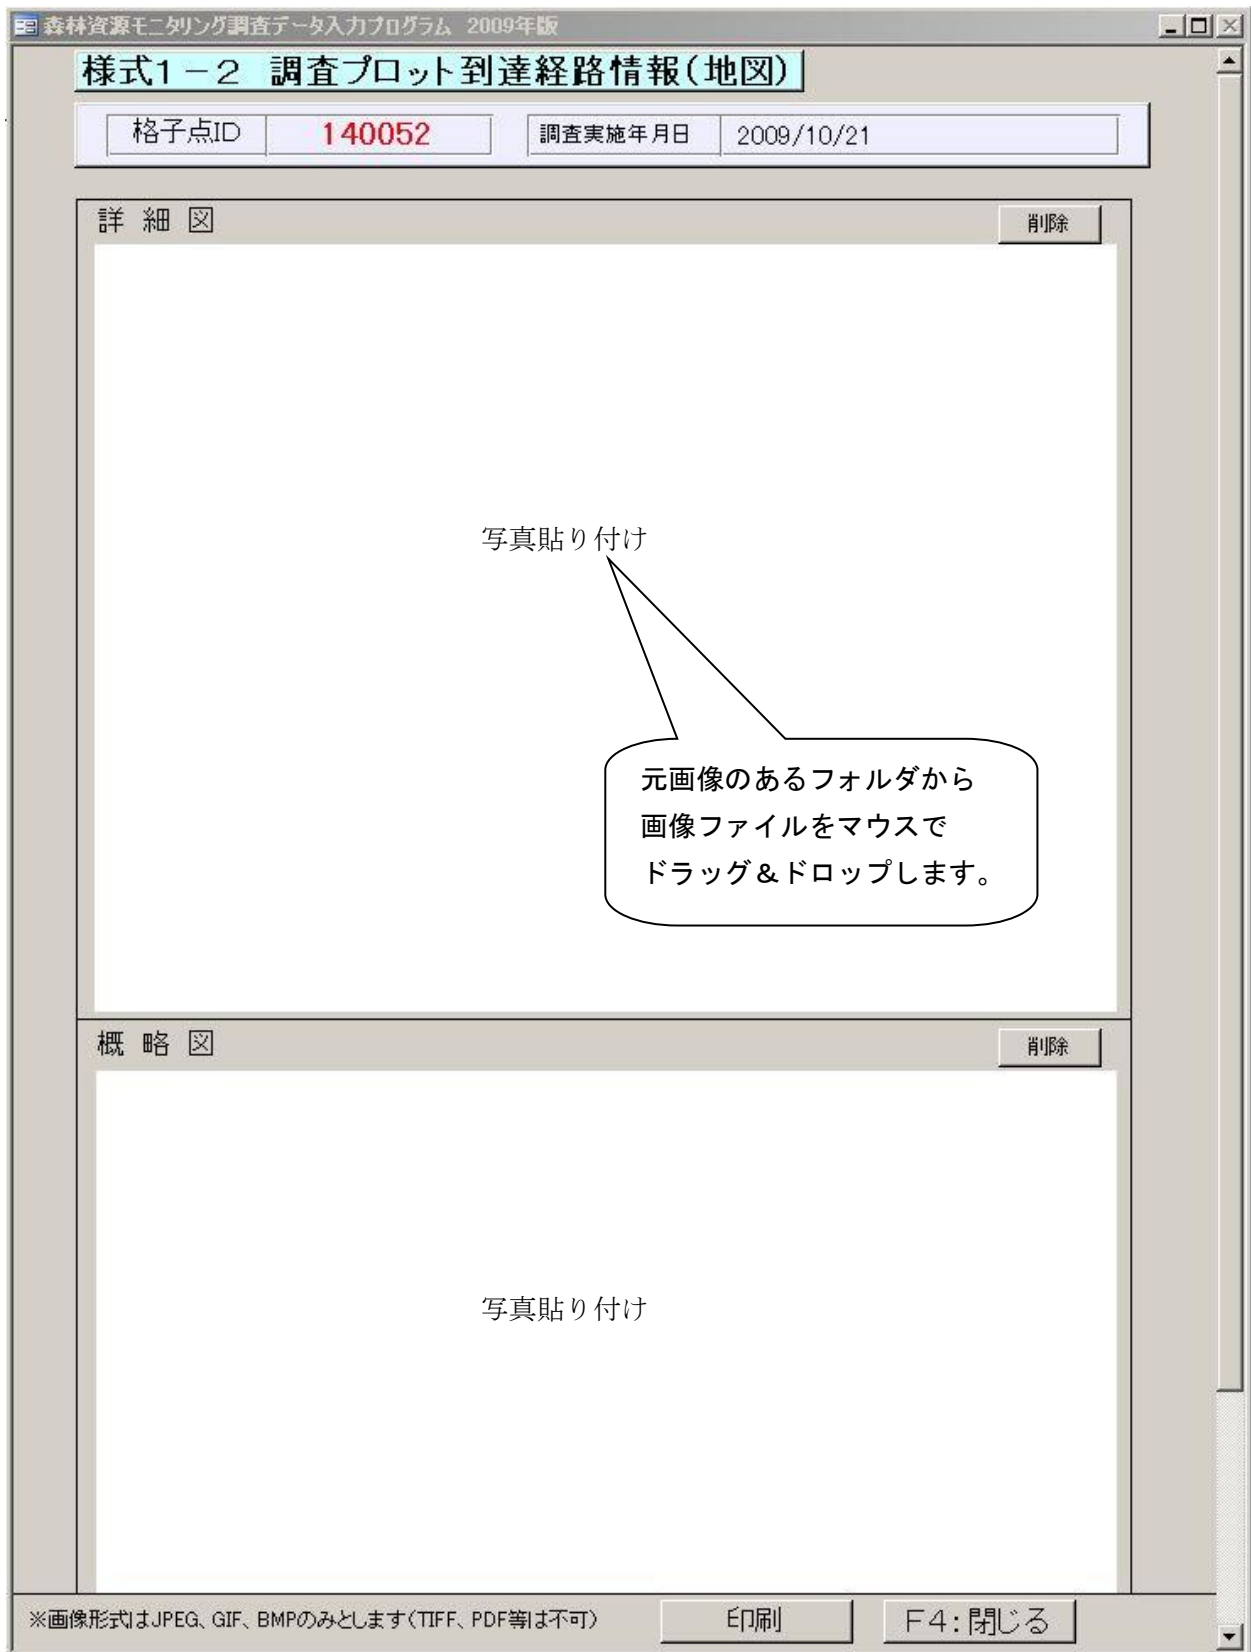 森林資源モニタリング調査データ入力プログラム 2009年版
様式1－2 調査プロット到達経路情報(地図)
格子点ID 140052 調査実施年月日 2009/10/21
詳 細 図 削除
写真貼り付け
元画像のあるフォルダから
画像ファイルをマウスで
ドラッグ＆ドロップします。
概 略 図 削除
写真貼り付け
※画像形式はJPEG、GIF、BMPのみとします(TIFF、PDF等は不可) 印刷 F4:閉じる